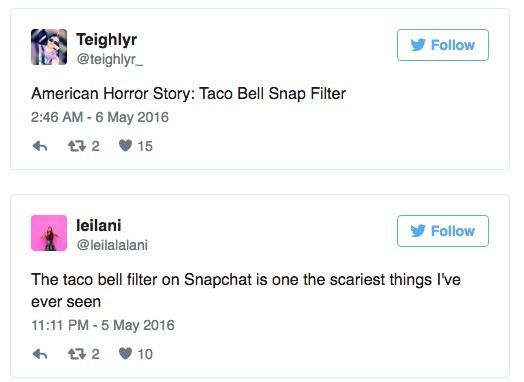 Teighlyr
@teighlyr_
Follow
American Horror Story: Taco Bell Snap Filter
2:46 AM - 6 May 2016
2 15
leilani
@leilalalani
Follow
The taco bell filter on Snapchat is one the scariest things I've
ever seen
11:11 PM - 5 May 2016
2 10